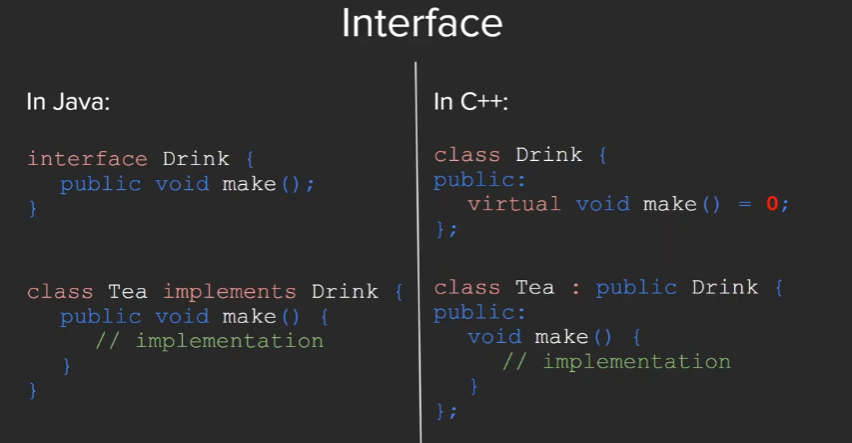 Interface
In Java:
interface Drink {
public void make();
}
class Tea implements Drink {
public void make() {
// implementation
}
}
In C++:
class Drink {
public:
virtual void make() = 0;
};
class Tea : public Drink {
public:
void make() {
// implementation
}
};